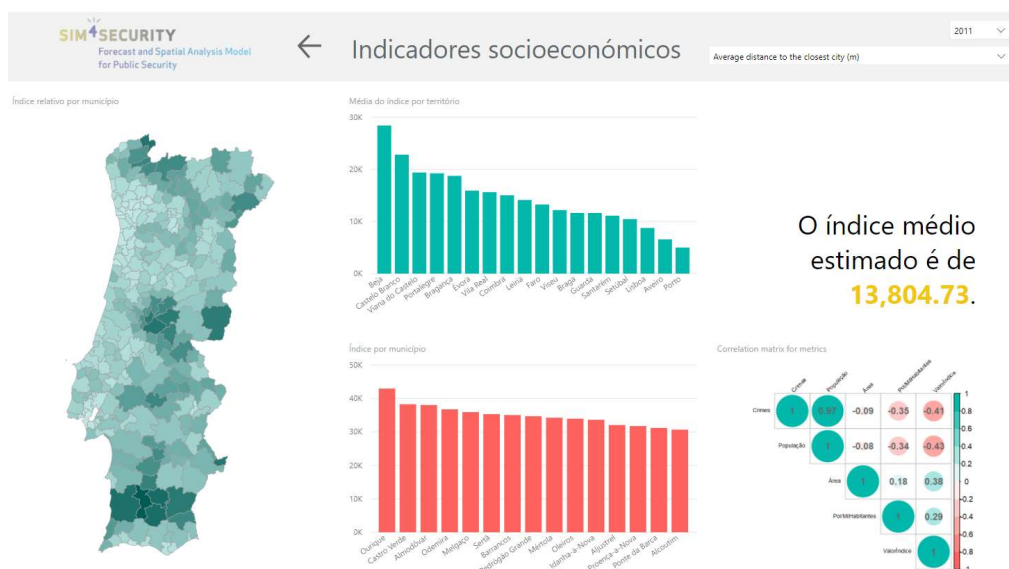 SIM4SECURITY
Forecast and Spatial Analysis Model
for Public Security
Indicadores socioeconómicos
2011
Average distance to the closest city (m)
Índice relativo por município
Média do índice por território
30K
20K
10K
0K
Beja
Castelo Branco
Viana do Castelo
Portalegre
Bragança
Évora
Vila Real
Coimbra
Leiria
Faro
Viseu
Braga
Guarda
Santarém
Setúbal
Lisboa
Aveiro
Porto
O índice médio
estimado é de
13,804.73.
Índice por município
50K
40K
30K
20K
10K
0K
Ourique
Castro Verde
Almodôvar
Odemira
Melgaço
Sertã
Barrancos
Pedrógão Grande
Mértola
Oleiros
Idanha-a-Nova
Aljustrel
Proença-a-Nova
Ponte da Barca
Alcoutim
Correlation matrix for metrics
Crimes
População
Área
PorMilHabitantes
ValorÍndice
Crimes 1 0.97 -0.09 -0.35 -0.41
População 1 -0.08 -0.34 -0.43
Área 1 0.18 0.38
PorMilHabitantes 1 0.29
ValorÍndice 1
1
0.8
0.6
0.4
0.2
0
-0.2
-0.4
-0.6
-0.8
-1